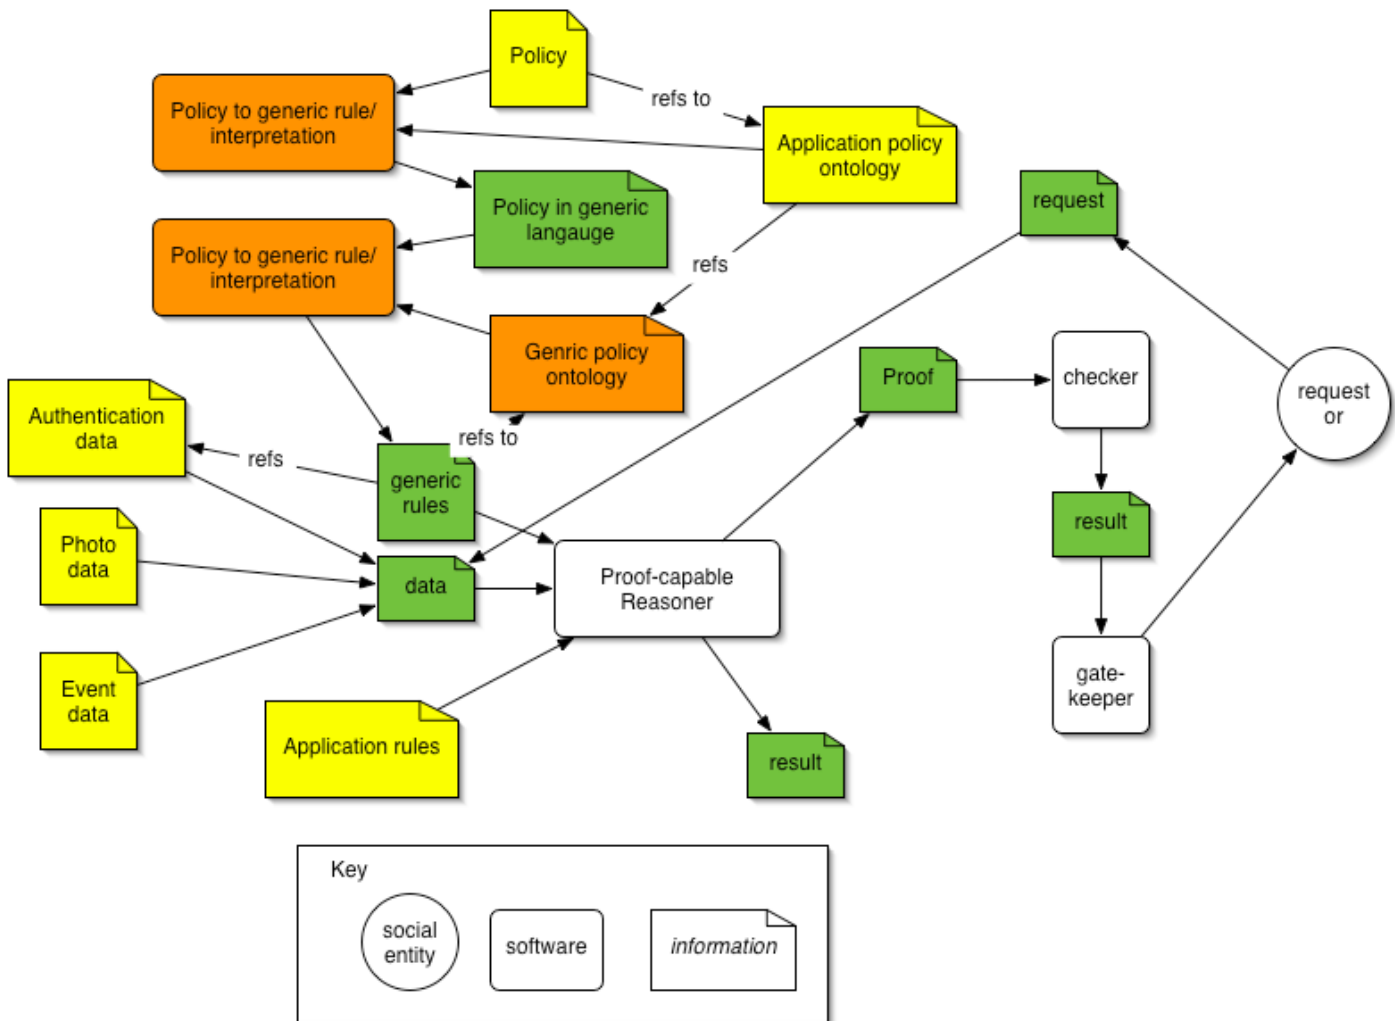 Policy
refs to
Policy to generic rule/
interpretation
Application policy
ontology
Policy in generic
langauge
request
Policy to generic rule/
interpretation
refs
Genric policy
ontology
Proof
checker
request
or
Authentication
data
refs to
refs
generic
rules
result
Photo
data
data
Proof-capable
Reasoner
Event
data
gate-
keeper
Application rules
result
Key
social
entity
software
information